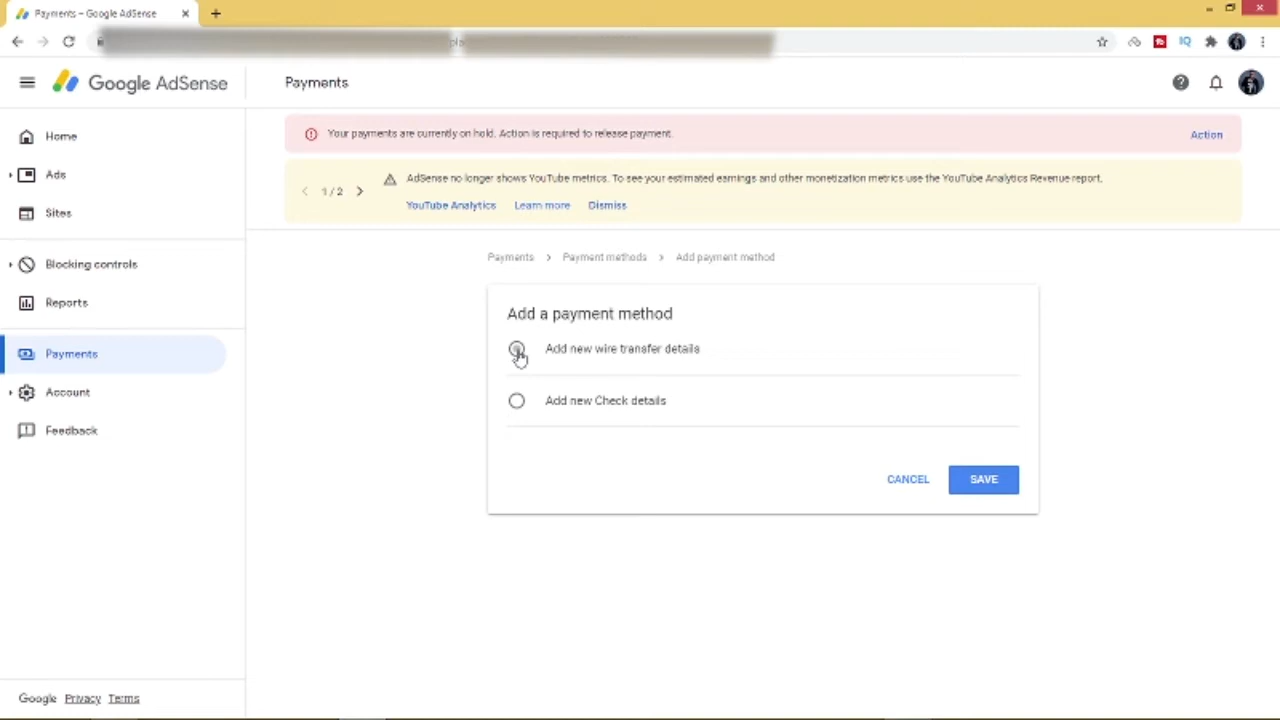 Payments – Google AdSense
Google AdSense
Payments
Home
Ads
Sites
Blocking controls
Reports
Payments
Account
Feedback
Google Privacy Terms
Your payments are currently on hold. Action is required to release payment.
Action
1 / 2
AdSense no longer shows YouTube metrics. To see your estimated earnings and other monetization metrics use the YouTube Analytics Revenue report.
YouTube Analytics Learn more Dismiss
Payments > Payment methods > Add payment method
Add a payment method
Add new wire transfer details
Add new Check details
CANCEL SAVE